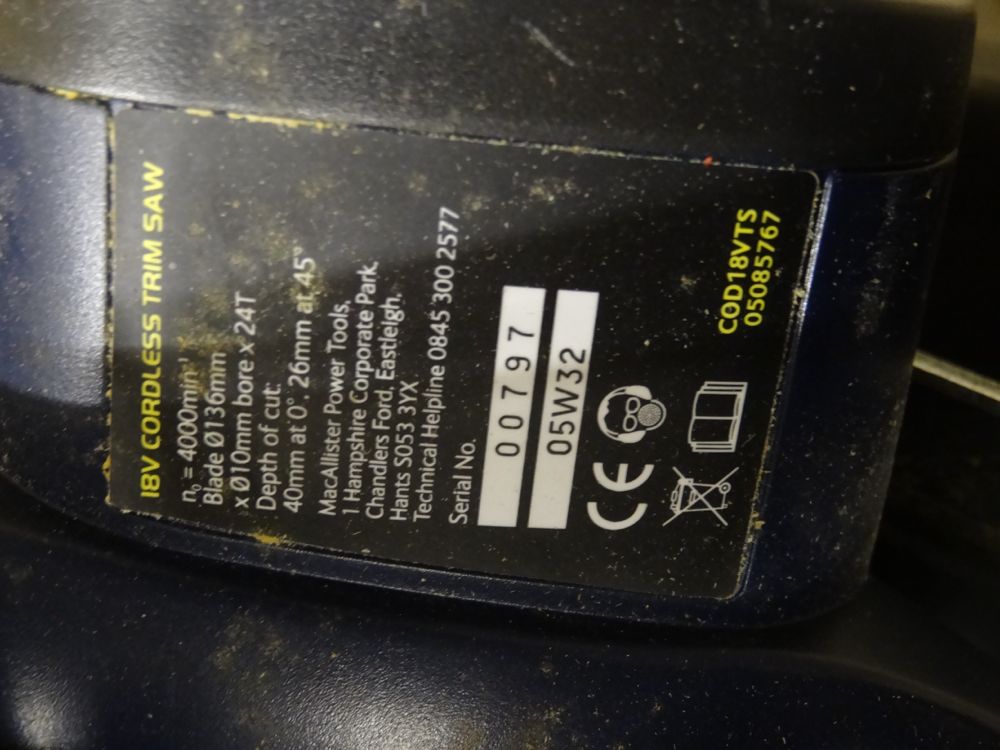 18V CORDLESS TRIM SAW
n₀ = 4000min⁻¹
Blade Ø136mm
x Ø10mm bore x 24T
Depth of cut:
40mm at 0°, 26mm at 45°
MacAllister Power Tools,
1 Hampshire Corporate Park,
Chandlers Ford, Eastleigh,
Hants SO53 3YX
Technical Helpline 0845 300 2577
Serial No.
00797
05W32
CE
COD18VTS
05085767